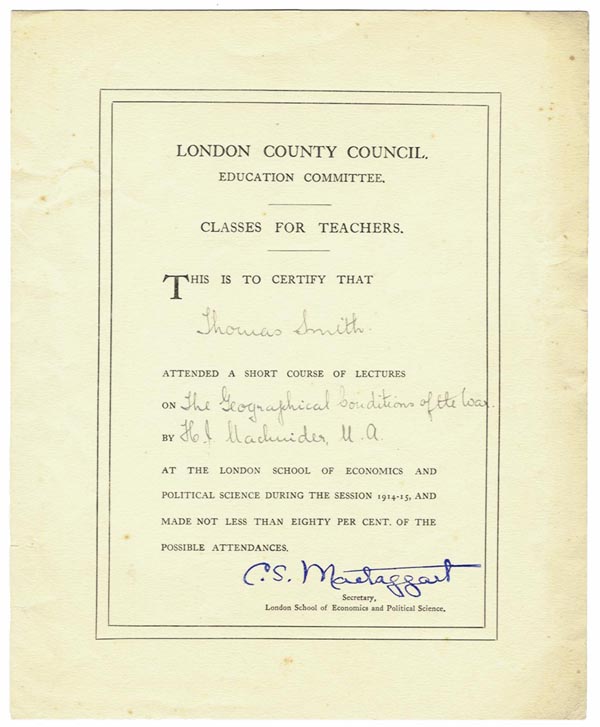 LONDON COUNTY COUNCIL.
EDUCATION COMMITTEE.
CLASSES FOR TEACHERS.
THIS IS TO CERTIFY THAT
Thomas Smith.
ATTENDED A SHORT COURSE OF LECTURES
ON The Geographical Conditions of the War.
BY H. J. Mackinder, M.A.
AT THE LONDON SCHOOL OF ECONOMICS AND
POLITICAL SCIENCE DURING THE SESSION 1914-15, AND
MADE NOT LESS THAN EIGHTY PER CENT. OF THE
POSSIBLE ATTENDANCES.
C.S. Mactaggart
Secretary,
London School of Economics and Political Science.